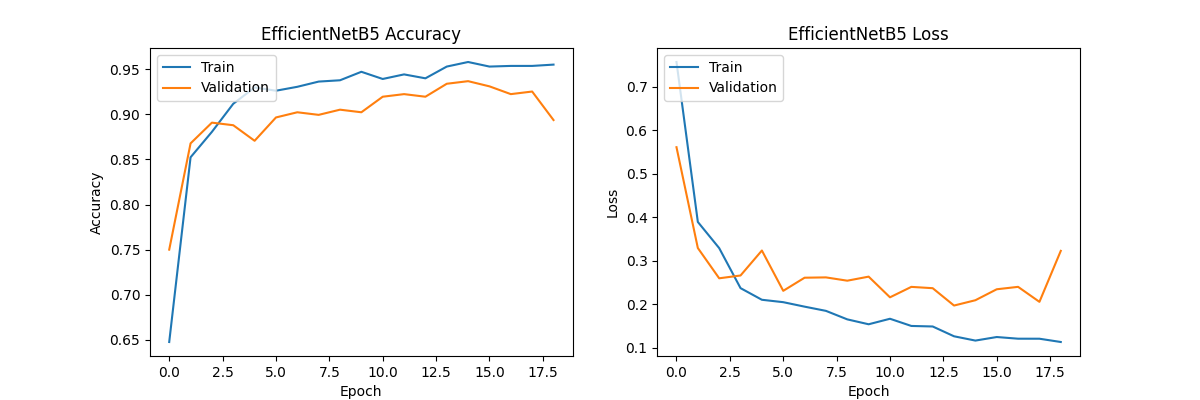 EfficientNetB5 Accuracy
Train
Validation
0.95
0.90
0.85
0.80
0.75
0.70
0.65
Accuracy
0.0 2.5 5.0 7.5 10.0 12.5 15.0 17.5
Epoch
EfficientNetB5 Loss
Train
Validation
0.7
0.6
0.5
0.4
0.3
0.2
0.1
Loss
0.0 2.5 5.0 7.5 10.0 12.5 15.0 17.5
Epoch